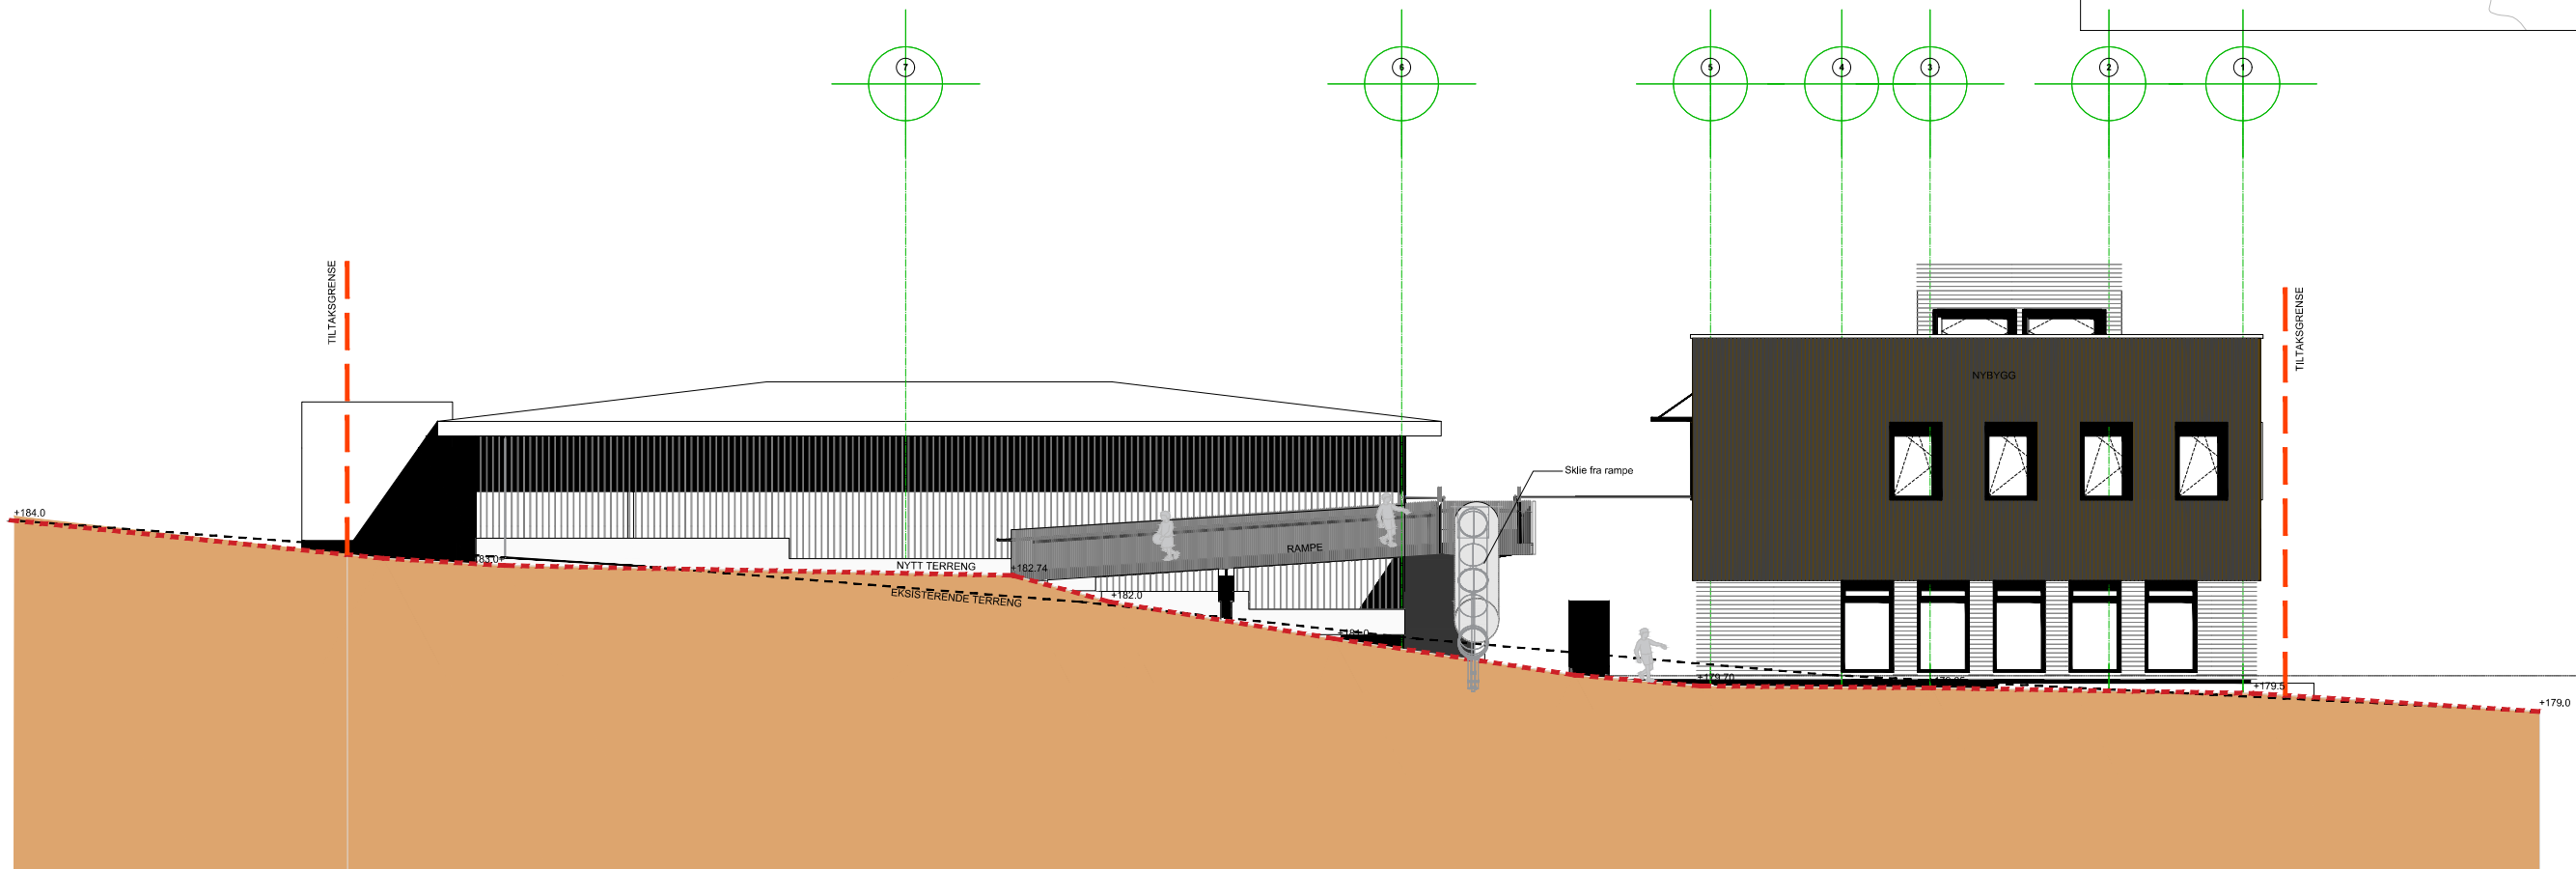 7 6 5 4 3 2 1
TILTAKSGRENSE
TILTAKSGRENSE
NYBYGG
Sklie fra rampe
+184.0
RAMPE
NYTT TERRENG
+182.74
EKSISTERENDE TERRENG
+182.0
+179.70
+179.5
+179.0